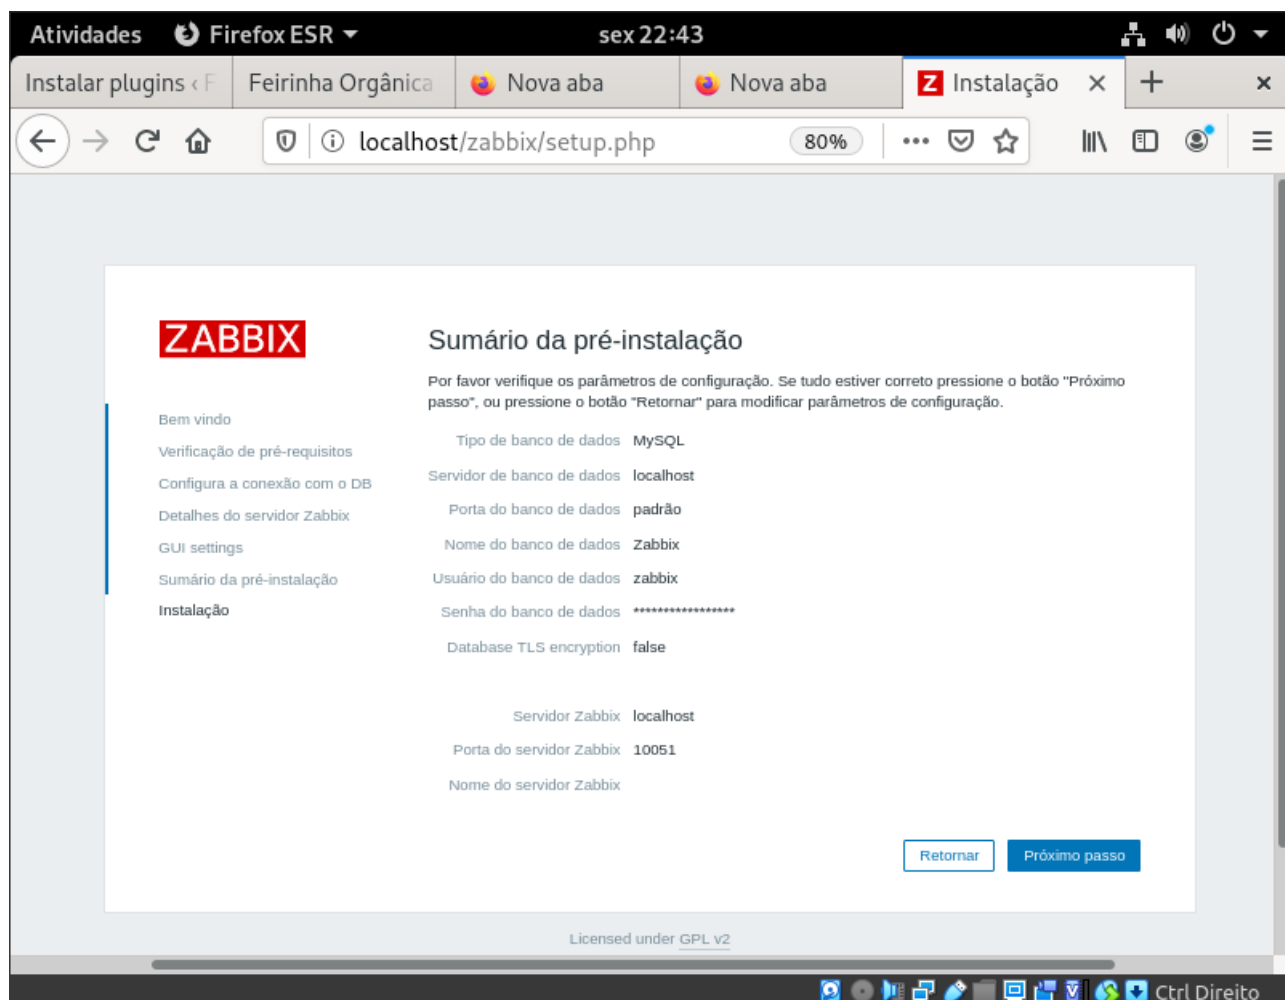 Atividades Firefox ESR sex 22:43
Instalar plugins ‹ F Feirinha Orgânica Nova aba Nova aba Z Instalação
localhost/zabbix/setup.php 80%
ZABBIX
Sumário da pré-instalação
Por favor verifique os parâmetros de configuração. Se tudo estiver correto pressione o botão "Próximo
passo", ou pressione o botão "Retornar" para modificar parâmetros de configuração.
Bem vindo
Verificação de pré-requisitos
Configura a conexão com o DB
Detalhes do servidor Zabbix
GUI settings
Sumário da pré-instalação
Instalação
Tipo de banco de dados MySQL
Servidor de banco de dados localhost
Porta do banco de dados padrão
Nome do banco de dados Zabbix
Usuário do banco de dados zabbix
Senha do banco de dados *****************
Database TLS encryption false
Servidor Zabbix localhost
Porta do servidor Zabbix 10051
Nome do servidor Zabbix
Retornar Próximo passo
Licensed under GPL v2
Ctrl Direito